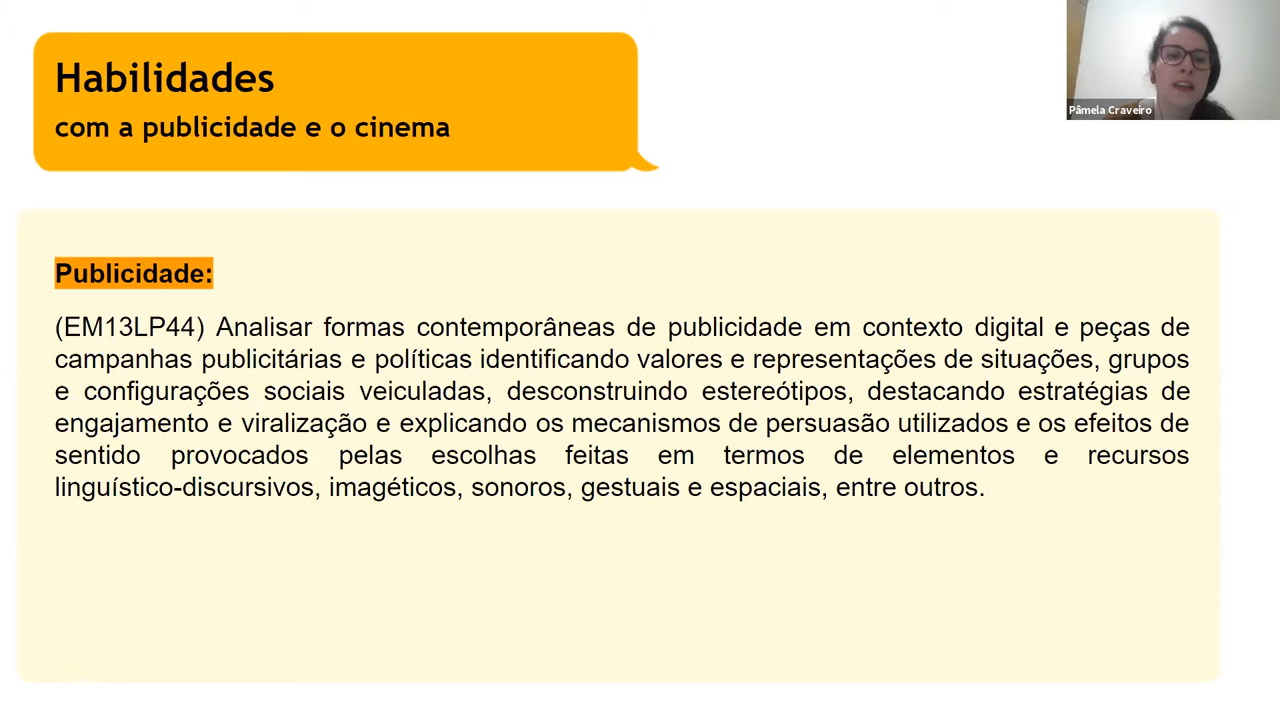 Habilidades
com a publicidade e o cinema
Pâmela Craveiro
Publicidade:
(EM13LP44) Analisar formas contemporâneas de publicidade em contexto digital e peças de
campanhas publicitárias e políticas identificando valores e representações de situações, grupos
e configurações sociais veiculadas, desconstruindo estereótipos, destacando estratégias de
engajamento e viralização e explicando os mecanismos de persuasão utilizados e os efeitos de
sentido provocados pelas escolhas feitas em termos de elementos e recursos
linguístico-discursivos, imagéticos, sonoros, gestuais e espaciais, entre outros.